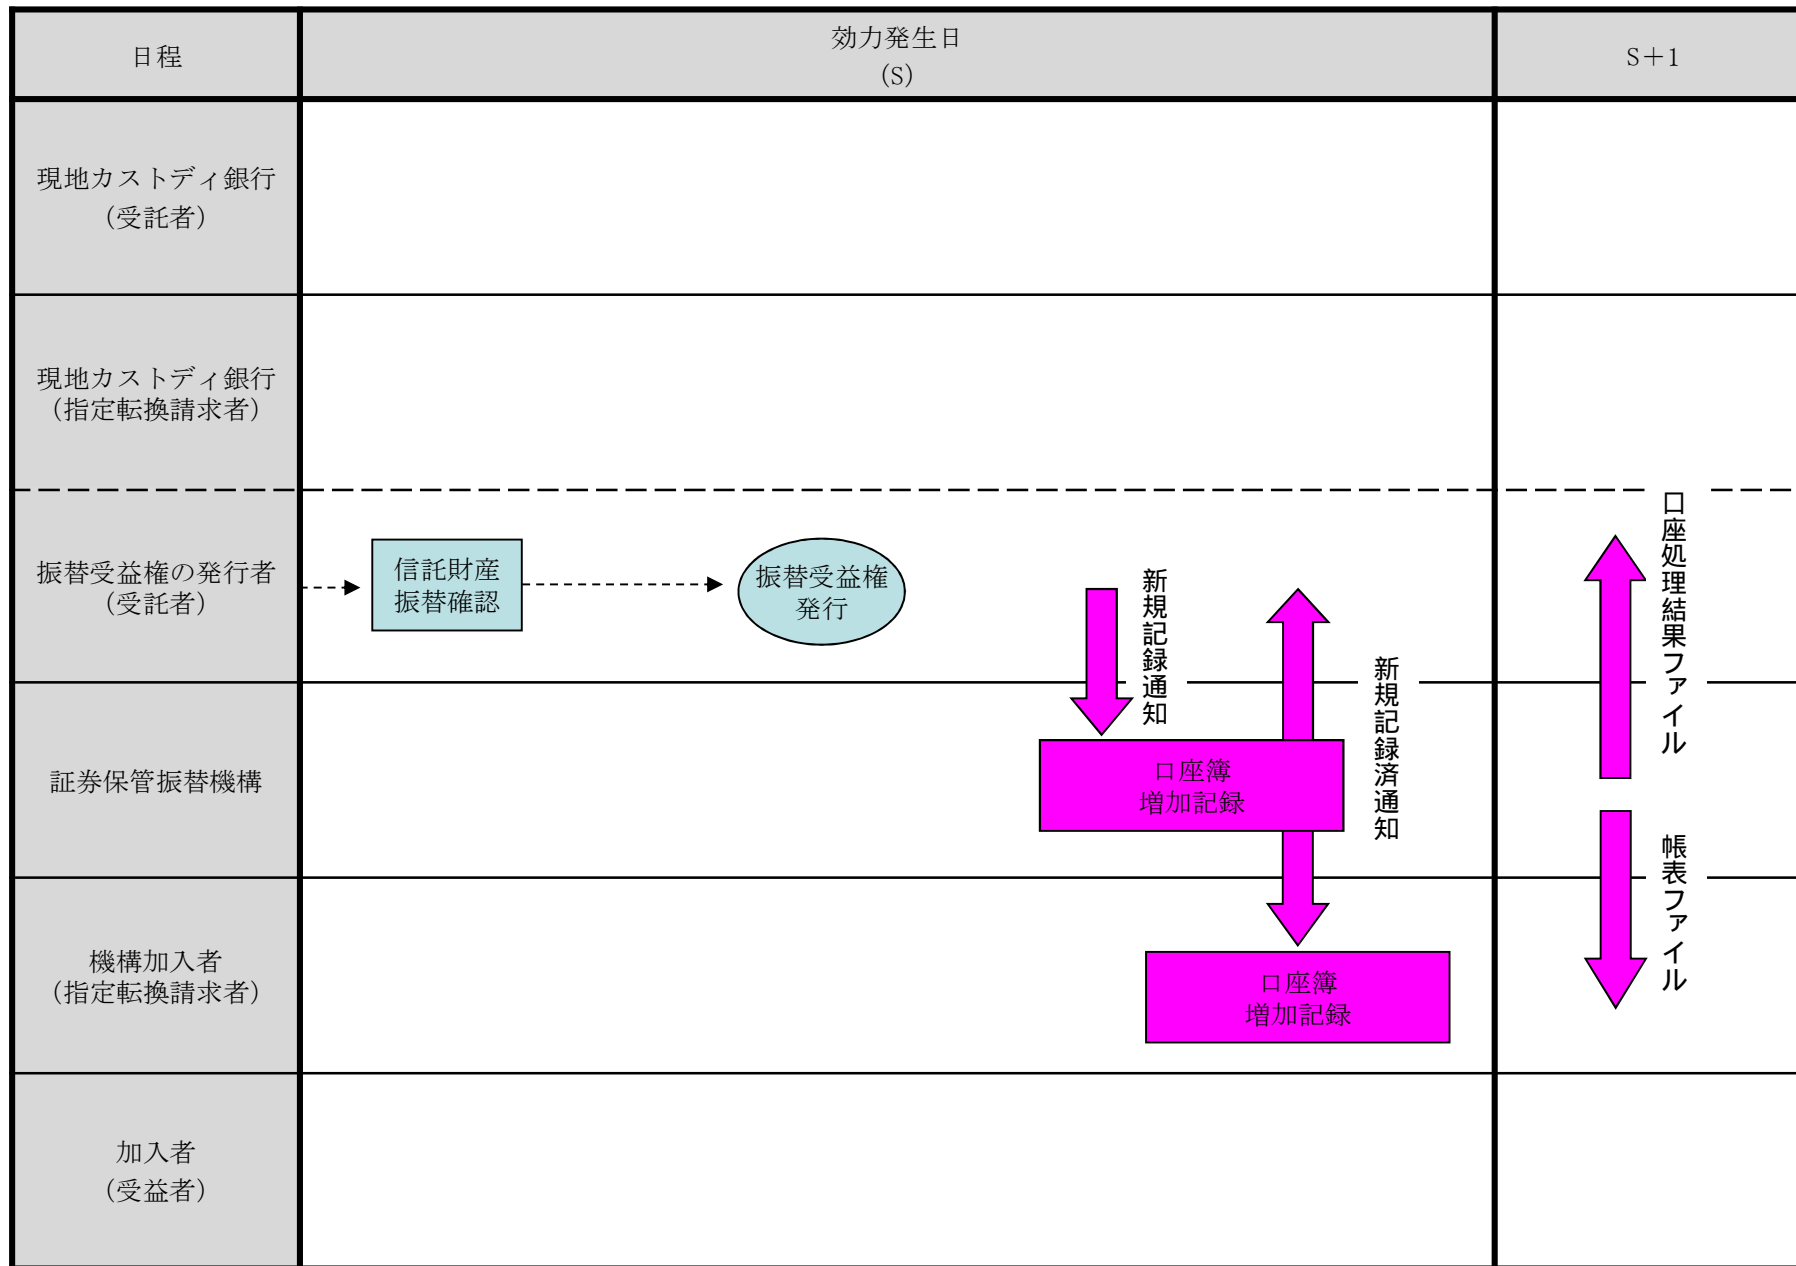 日程
効力発生日
(S)
S+1
現地カストディ銀行
(受託者)
現地カストディ銀行
(指定転換請求者)
振替受益権の発行者
(受託者)
信託財産
振替確認
振替受益権
発行
新規記録通知
新規記録済通知
口座処理結果ファイル
証券保管振替機構
口座簿
増加記録
帳表ファイル
機構加入者
(指定転換請求者)
口座簿
増加記録
加入者
(受益者)